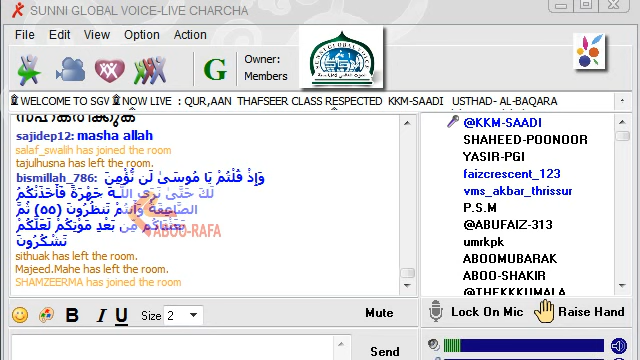 SUNNI GLOBAL VOICE-LIVE CHARCHA
File Edit View Option Action
G
Owner:
Members
WELCOME TO SGV NOW LIVE : QUR,AAN THAFSEER CLASS RESPECTED KKM-SAADI USTHAD- AL-BAQARA
sajidep12: masha allah
salaf_swalih has joined the room
tajulhusna has left the room.
bismillah_786: وَإِذْ قُلْتُمْ يَا مُوسَى لَن نُّؤْمِنَ
لَكَ حَتَّى نَرَى اللَّهَ جَهْرَةً فَأَخَذَتْكُمُ
الصَّاعِقَةُ وَأَنتُمْ تَنظُرُونَ (٥٥) ثُمَّ
بَعَثْنَاكُم مِّن بَعْدِ مَوْتِكُمْ لَعَلَّكُمْ
تَشْكُرُونَ
ABOO-RAFA
sithuak has left the room.
Majeed.Mahe has left the room.
SHAMZEERMA has joined the room
@KKM-SAADI
SHAHEED-POONOOR
YASIR-PGI
faizcrescent_123
vms_akbar_thrissur
P.S.M
@ABUFAIZ-313
umrkpk
ABOOMUBARAK
ABOO-SHAKIR
@THEKKKUMALA
B I U Size 2 Mute
Lock On Mic Raise Hand
Send